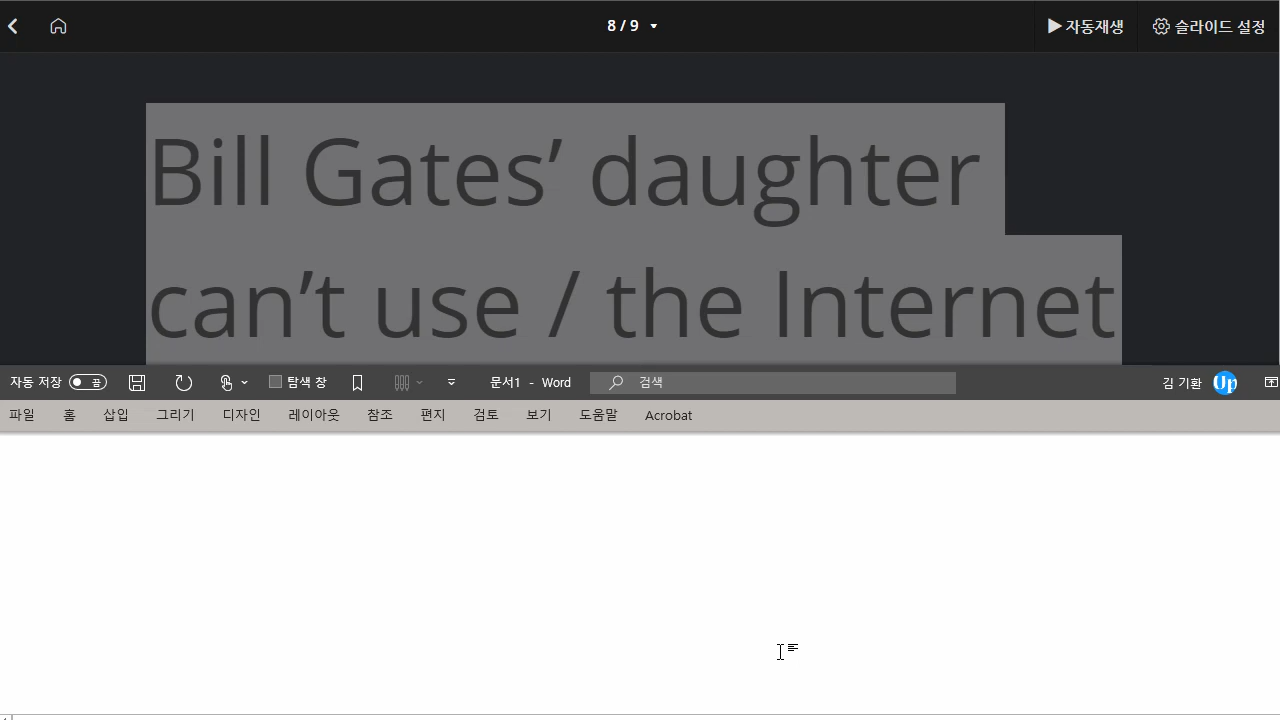 8 / 9
자동재생
슬라이드 설정
Bill Gates’ daughter
can’t use / the Internet
자동 저장 끔 탐색 창 문서1 - Word 검색 김 기환 Up
파일 홈 삽입 그리기 디자인 레이아웃 참조 편지 검토 보기 도움말 Acrobat